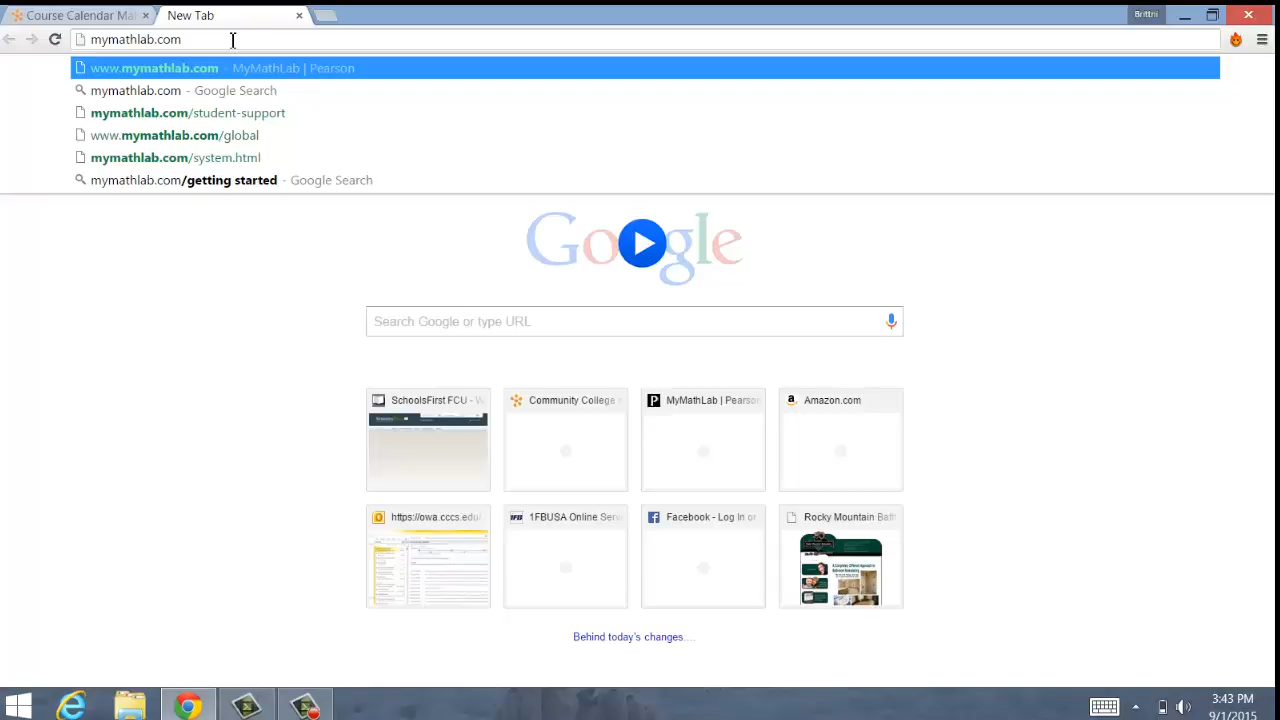 Course Calendar Ma
New Tab
Brittni
mymathlab.com
www.mymathlab.com - MyMathLab | Pearson
mymathlab.com - Google Search
mymathlab.com/student-support
www.mymathlab.com/global
mymathlab.com/system.html
mymathlab.com/getting started - Google Search
Google
Search Google or type URL
SchoolsFirst FCU - W
Community College
MyMathLab | Pearson
Amazon.com
https://owa.cccs.edu/
1FBUSA Online Serv
Facebook - Log In or
Rocky Mountain Bath
Behind today's changes...
3:43 PM
9/1/2015